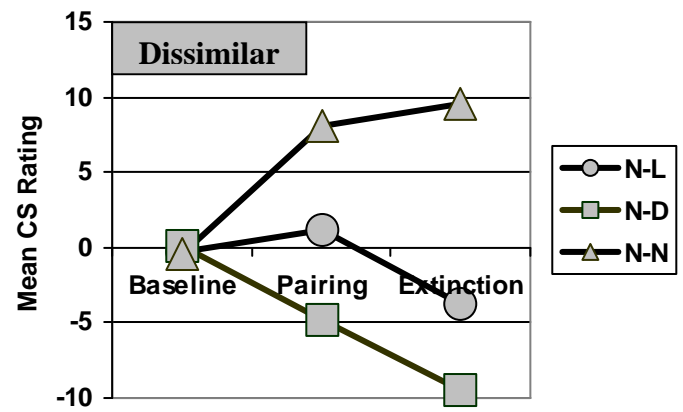 15
Dissimilar
10
5
0
-5
-10
Mean CS Rating
Baseline Pairing Extinction
N-L
N-D
N-N